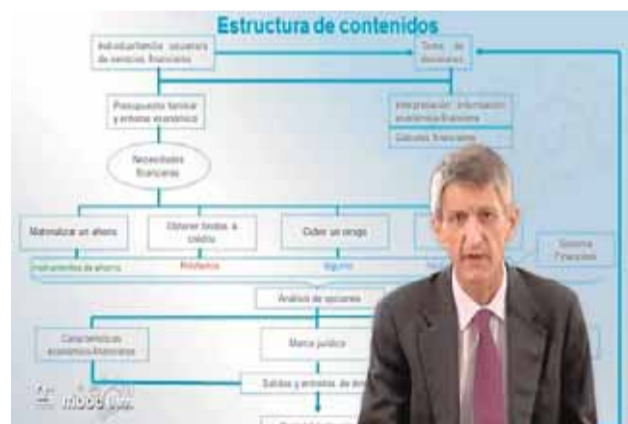 Estructura de contenidos
Individuo/familia usuario/a
de servicios financieros
Toma de
decisiones
Presupuesto familiar
y entorno económico
Interpretación información
económico-financiera
Cálculos financieros
Necesidades
financieras
Materializar un ahorro
Obtener fondos a
crédito
Cubrir un riesgo
Sistema
Financiero
Instrumentos de ahorro
Préstamos
Seguros
Análisis de opciones
Características
económico-financieras
Marco jurídico
Salidas y entradas de
mooc